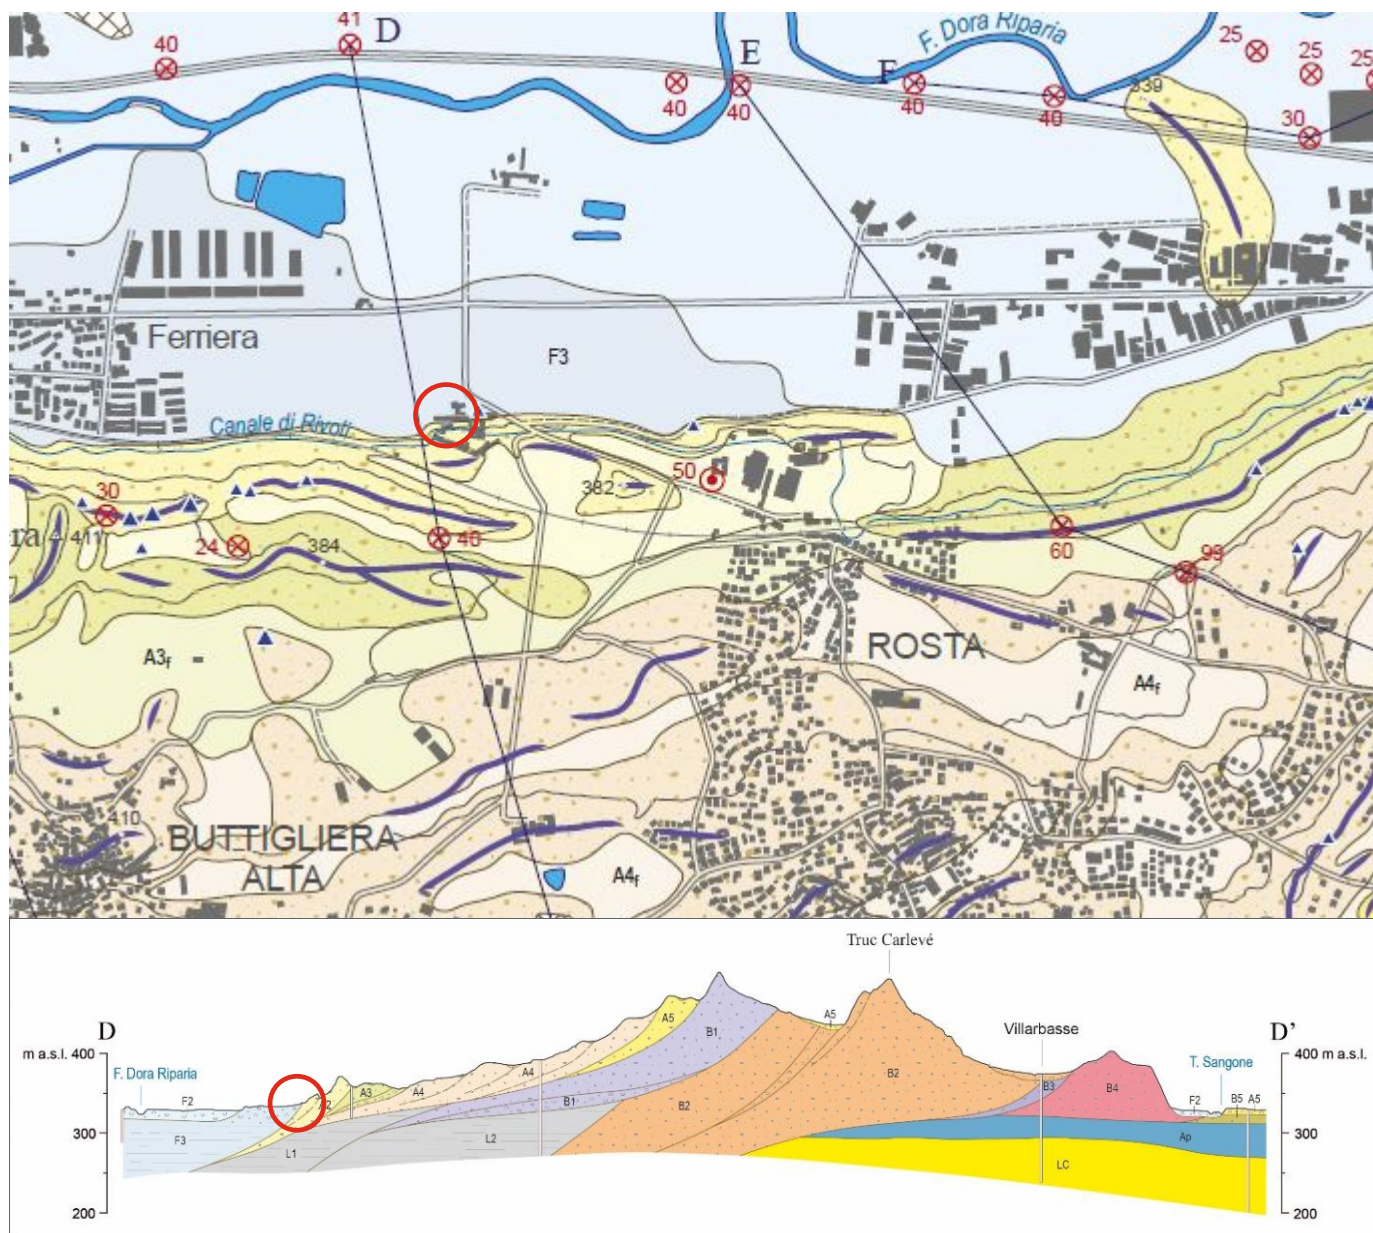 41
D
40
E
F. Dora Riparia
F
25
25
25
40
40
40
40
339
30
Ferriera
F3
Canale di Rivoli
382
50
30
411
24
384
40
60
99
ROSTA
A3f
A4f
410
BUTTIGLIERA
ALTA
A4f
Truc Carlevé
D
D'
m a.s.l. 400
400 m a.s.l.
F. Dora Riparia
Villarbasse
T. Sangone
A5
B1
A5
F2
A2
A3
A4
A4
B1
B2
B2
B3
B4
F2
B5
A5
300
300
F3
L1
L2
Ap
LC
200
200